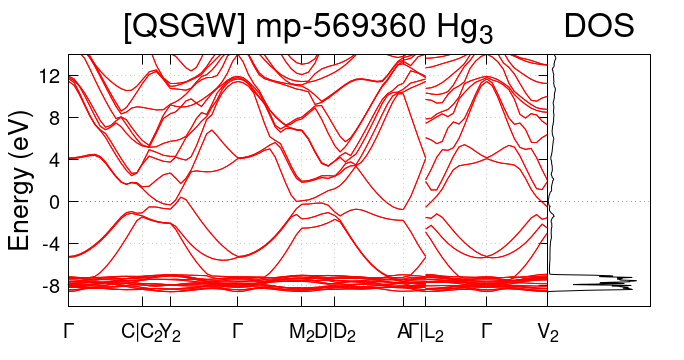 [QSGW] mp-569360 Hg3 DOS
Energy (eV)
12
8
4
0
-4
-8
Γ C|C2Y2 Γ M2D|D2 AΓ|L2 Γ V2